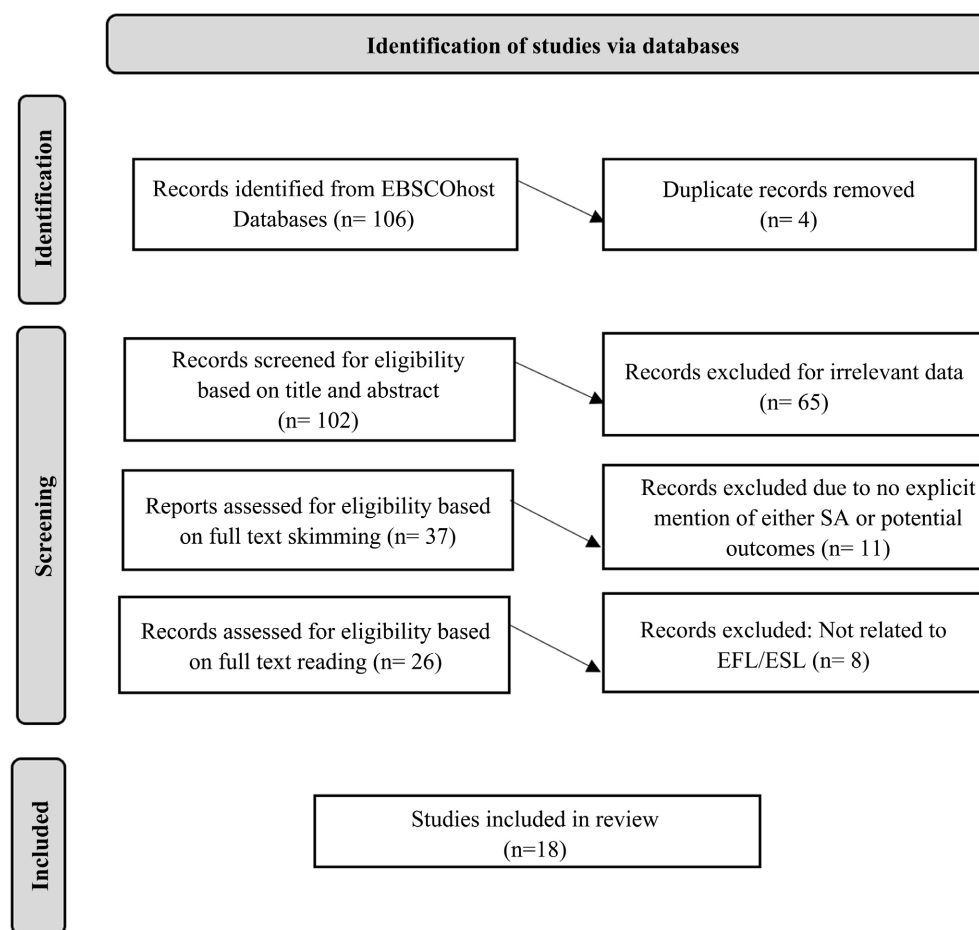 Identification of studies via databases
Identification
Records identified from EBSCOhost
Databases (n= 106)
Duplicate records removed
(n= 4)
Screening
Records screened for eligibility
based on title and abstract
(n= 102)
Records excluded for irrelevant data
(n= 65)
Reports assessed for eligibility based
on full text skimming (n= 37)
Records excluded due to no explicit
mention of either SA or potential
outcomes (n= 11)
Records assessed for eligibility based
on full text reading (n= 26)
Records excluded: Not related to
EFL/ESL (n= 8)
Included
Studies included in review
(n=18)